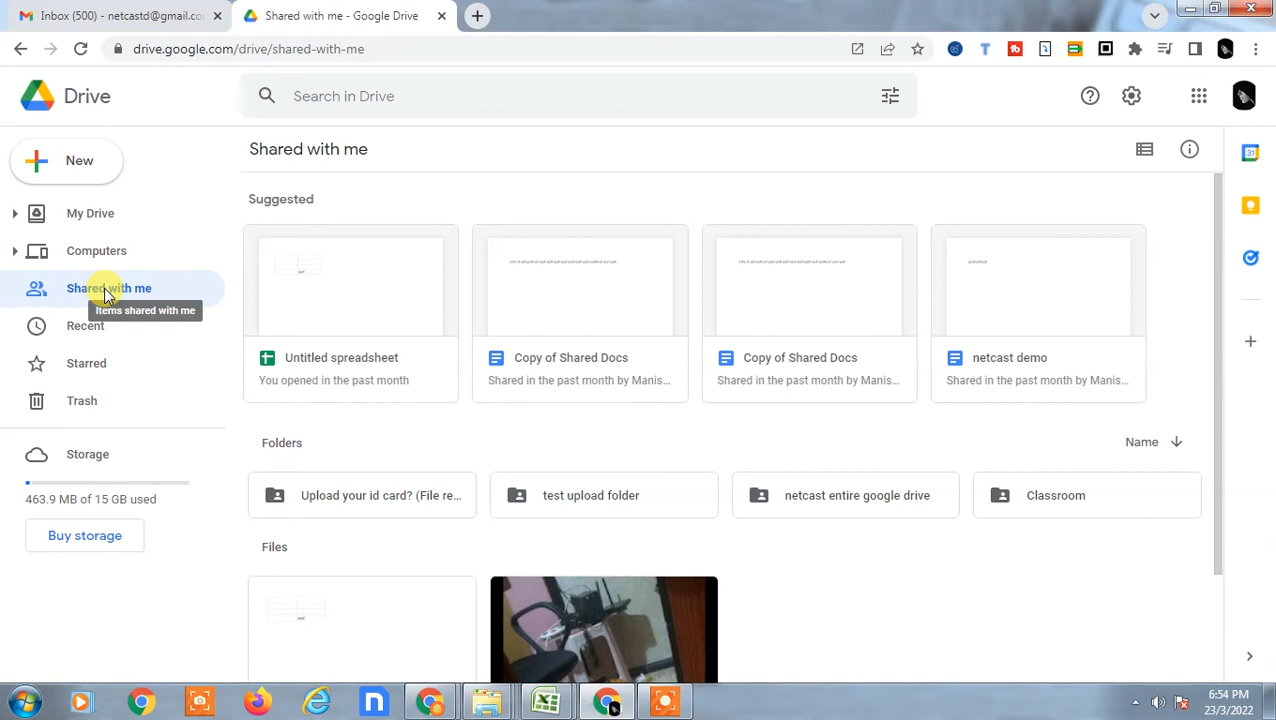 Inbox (500) - netcastd@gmail.co
Shared with me - Google Drive
drive.google.com/drive/shared-with-me
Drive
Search in Drive
New
Shared with me
My Drive
Computers
Shared with me
Items shared with me
Recent
Starred
Trash
Storage
463.9 MB of 15 GB used
Buy storage
Suggested
Untitled spreadsheet
You opened in the past month
Copy of Shared Docs
Shared in the past month by Manis...
Copy of Shared Docs
Shared in the past month by Manis...
netcast demo
Shared in the past month by Manis...
Folders
Name
Upload your id card? (File re...
test upload folder
netcast entire google drive
Classroom
Files
31
6:54 PM
23/3/2022